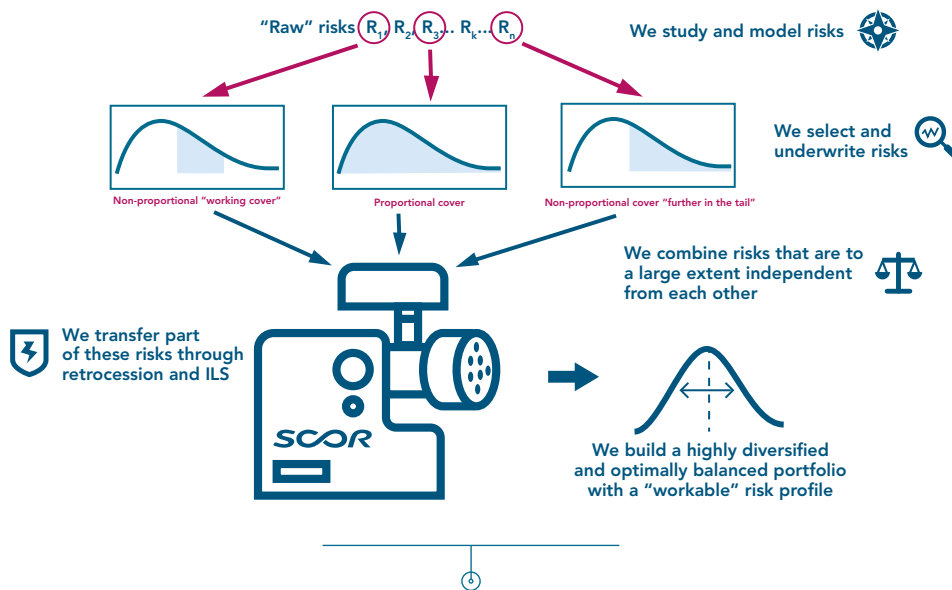 “Raw” risks R1, R2, R3... Rk... Rn
We study and model risks
We select and
underwrite risks
Non-proportional “working cover”
Proportional cover
Non-proportional cover “further in the tail”
We combine risks that are to
a large extent independent
from each other
We transfer part
of these risks through
retrocession and ILS
SCOR
We build a highly diversified
and optimally balanced portfolio
with a “workable” risk profile